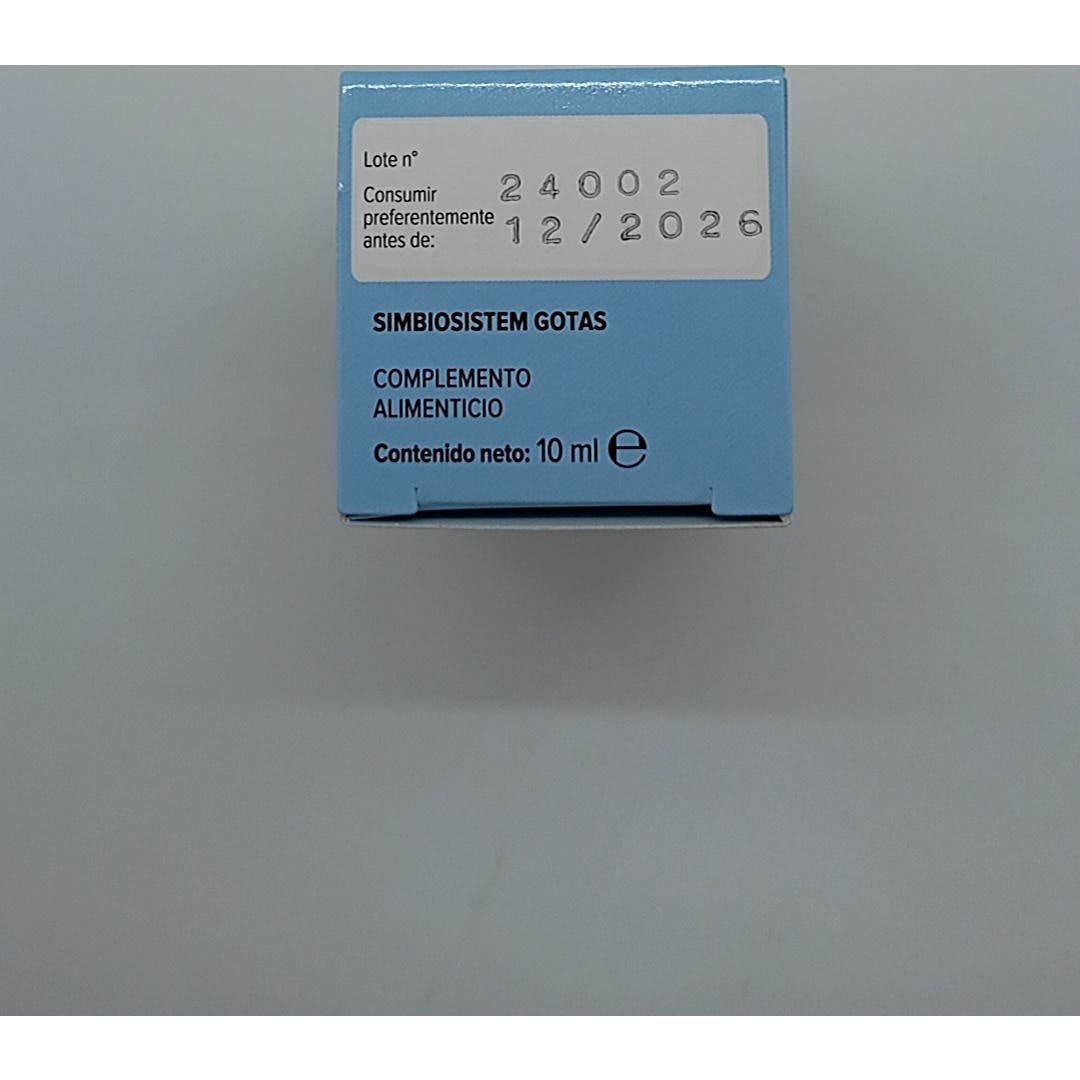 Lote n°
24002
Consumir
preferentemente
antes de:
12/2026
SIMBIOSISTEM GOTAS
COMPLEMENTO
ALIMENTICIO
Contenido neto: 10 ml ℮